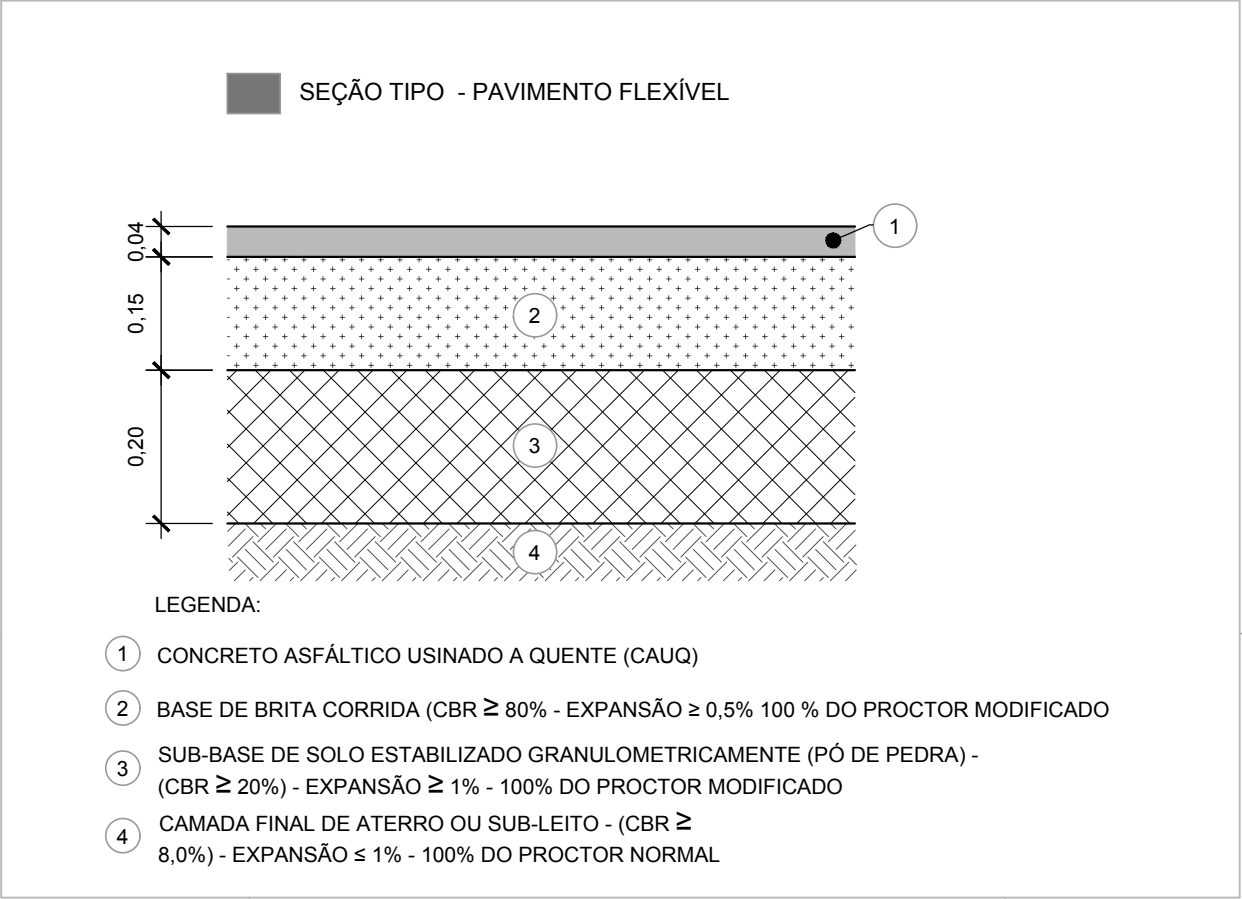 SEÇÃO TIPO - PAVIMENTO FLEXÍVEL
0,04
1
0,15
2
0,20
3
4
LEGENDA:
1 CONCRETO ASFÁLTICO USINADO A QUENTE (CAUQ)
2 BASE DE BRITA CORRIDA (CBR ≥ 80% - EXPANSÃO ≥ 0,5% 100 % DO PROCTOR MODIFICADO
3 SUB-BASE DE SOLO ESTABILIZADO GRANULOMETRICAMENTE (PÓ DE PEDRA) -
(CBR ≥ 20%) - EXPANSÃO ≥ 1% - 100% DO PROCTOR MODIFICADO
4 CAMADA FINAL DE ATERRO OU SUB-LEITO - (CBR ≥
8,0%) - EXPANSÃO ≤ 1% - 100% DO PROCTOR NORMAL